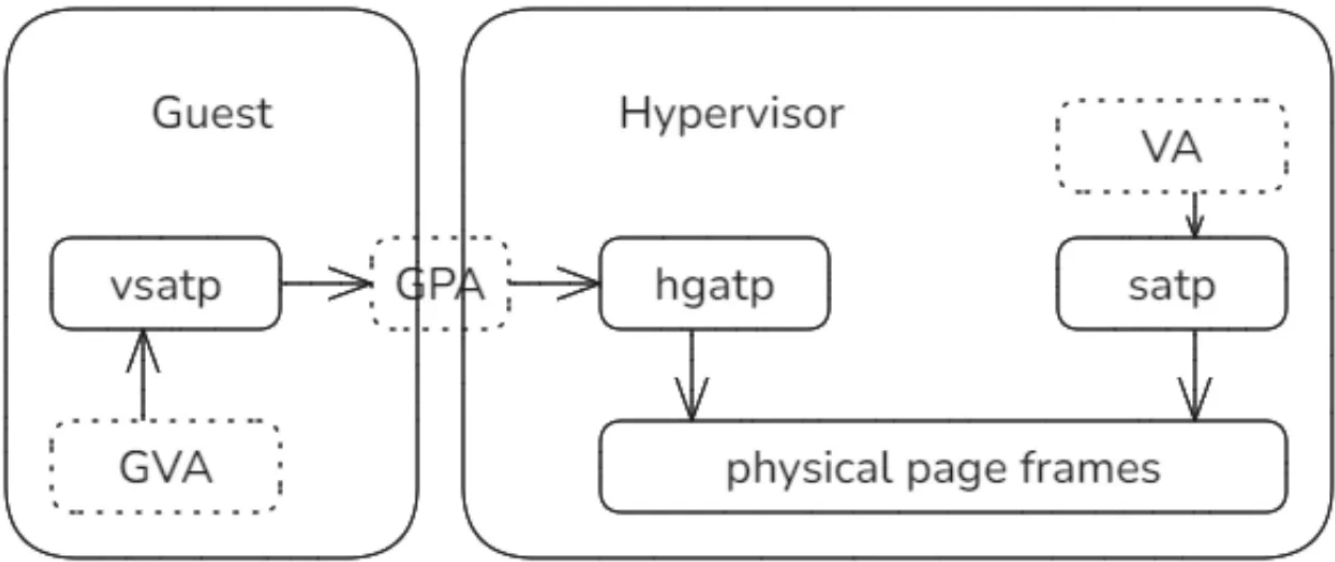 Guest
vsatp
GVA
GPA
Hypervisor
hgatp
VA
satp
physical page frames